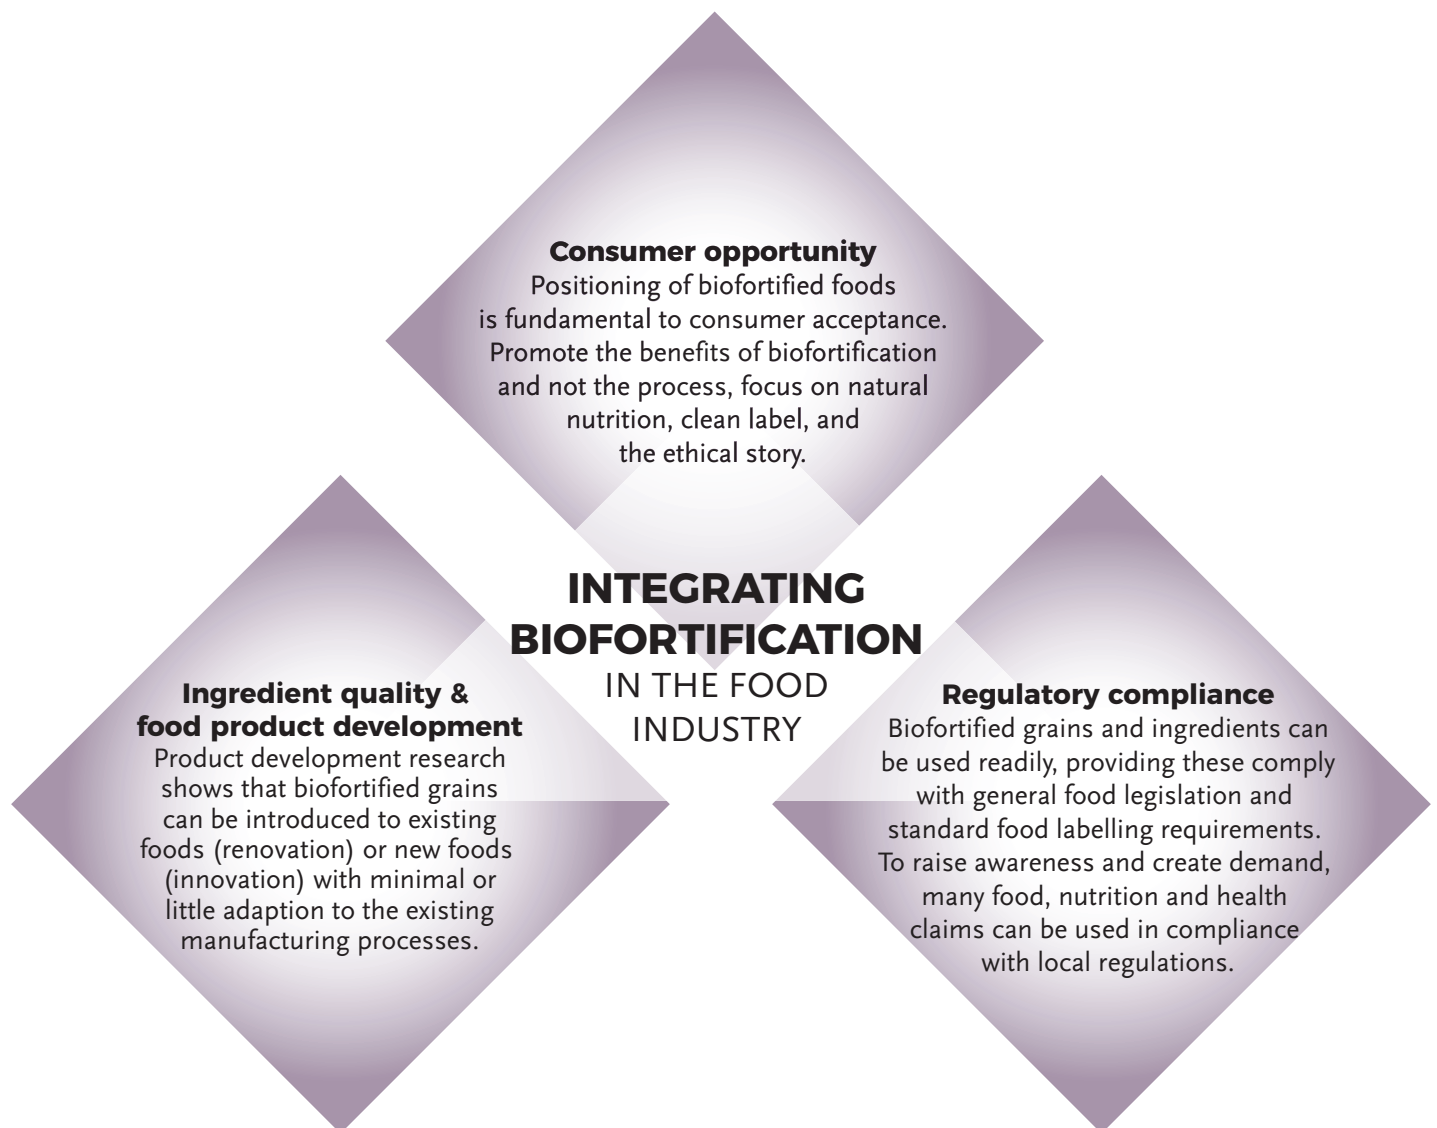 Consumer opportunity
Positioning of biofortified foods
is fundamental to consumer acceptance.
Promote the benefits of biofortification
and not the process, focus on natural
nutrition, clean label, and
the ethical story.
INTEGRATING
BIOFORTIFICATION
IN THE FOOD
INDUSTRY
Ingredient quality &
food product development
Product development research
shows that biofortified grains
can be introduced to existing
foods (renovation) or new foods
(innovation) with minimal or
little adaption to the existing
manufacturing processes.
Regulatory compliance
Biofortified grains and ingredients can
be used readily, providing these comply
with general food legislation and
standard food labelling requirements.
To raise awareness and create demand,
many food, nutrition and health
claims can be used in compliance
with local regulations.